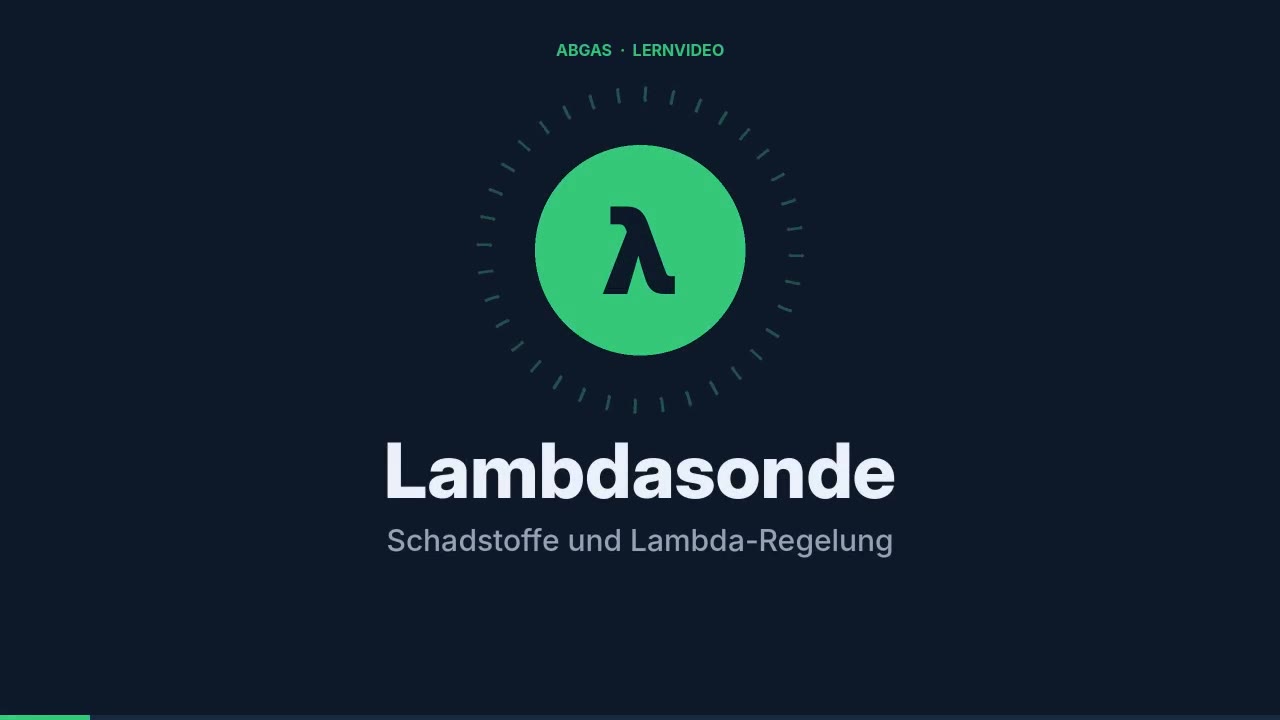 ABGAS · LERNVIDEO
λ
Lambdasonde
Schadstoffe und Lambda-Regelung